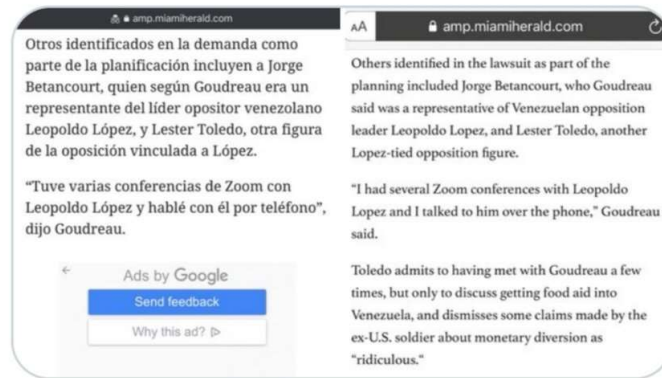 amp.miamiherald.com
Otros identificados en la demanda como
parte de la planificación incluyen a Jorge
Betancourt, quien según Goudreau era un
representante del líder opositor venezolano
Leopoldo López, y Lester Toledo, otra figura
de la oposición vinculada a López.
“Tuve varias conferencias de Zoom con
Leopoldo López y hablé con él por teléfono”,
dijo Goudreau.
Ads by Google
Send feedback
Why this ad?
AA amp.miamiherald.com
Others identified in the lawsuit as part of the
planning included Jorge Betancourt, who Goudreau
said was a representative of Venezuelan opposition
leader Leopoldo Lopez, and Lester Toledo, another
Lopez-tied opposition figure.
“I had several Zoom conferences with Leopoldo
Lopez and I talked to him over the phone,” Goudreau
said.
Toledo admits to having met with Goudreau a few
times, but only to discuss getting food aid into
Venezuela, and dismisses some claims made by the
ex-U.S. soldier about monetary diversion as
“ridiculous.“